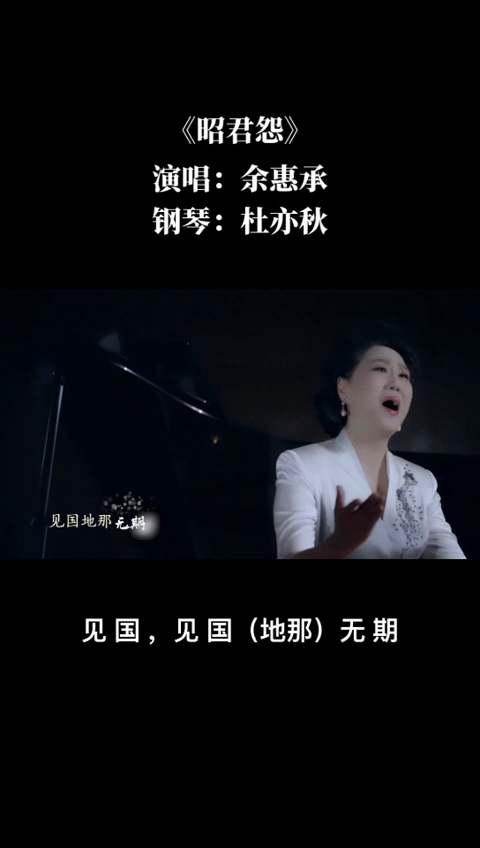 《昭君怨》
演唱：余惠承
钢琴：杜亦秋
见国地那无期
见 国 ， 见 国（地那）无 期